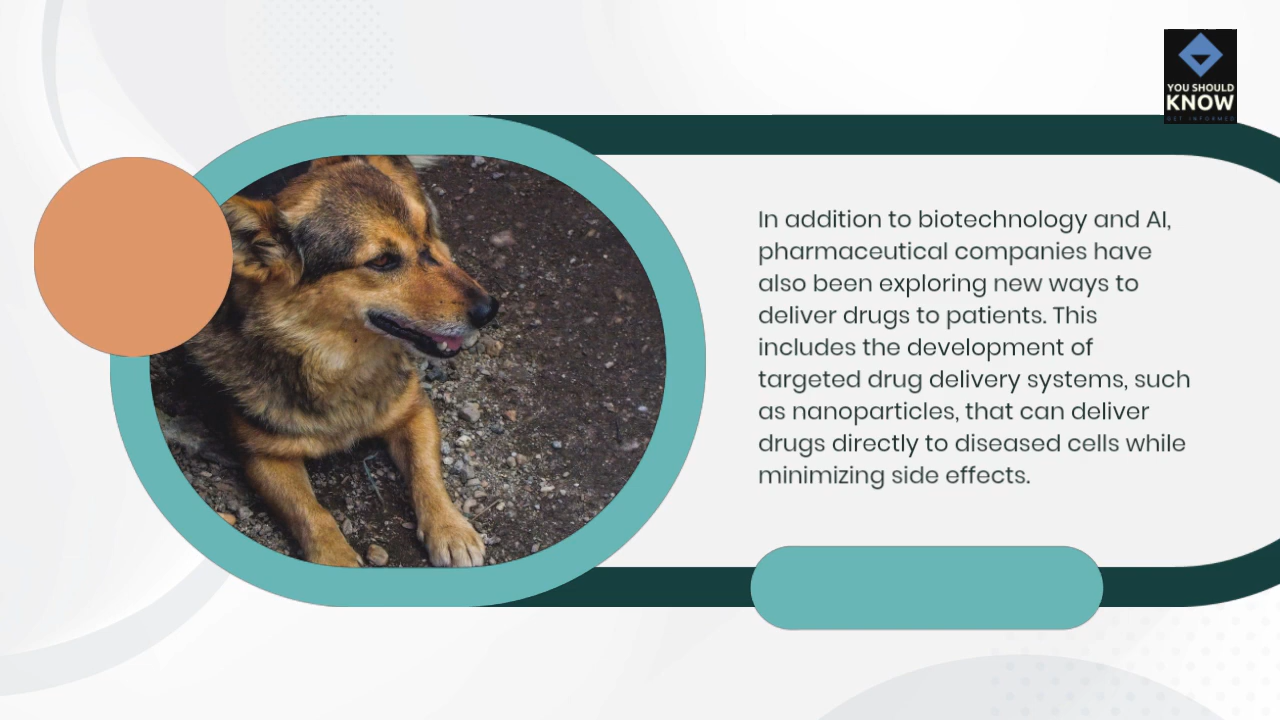 YOU SHOULD
KNOW
GET INFORMED
In addition to biotechnology and AI,
pharmaceutical companies have
also been exploring new ways to
deliver drugs to patients. This
includes the development of
targeted drug delivery systems, such
as nanoparticles, that can deliver
drugs directly to diseased cells while
minimizing side effects.